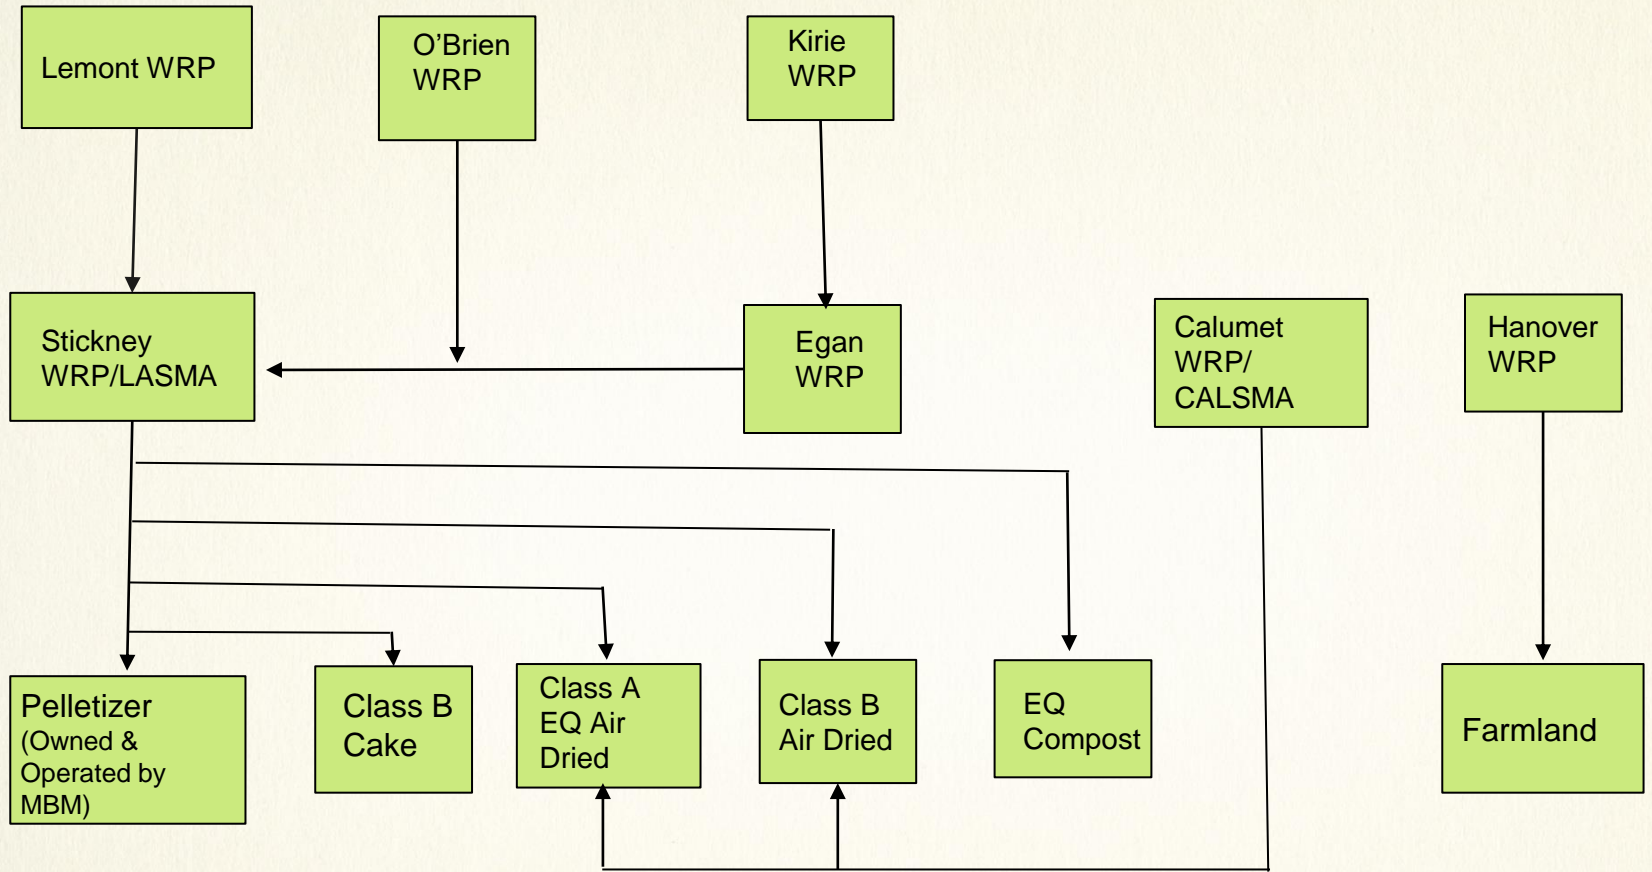 Lemont WRP
O’Brien
WRP
Kirie
WRP
Stickney
WRP/LASMA
Egan
WRP
Calumet
WRP/
CALSMA
Hanover
WRP
Pelletizer
(Owned &
Operated by
MBM)
Class B
Cake
Class A
EQ Air
Dried
Class B
Air Dried
EQ
Compost
Farmland